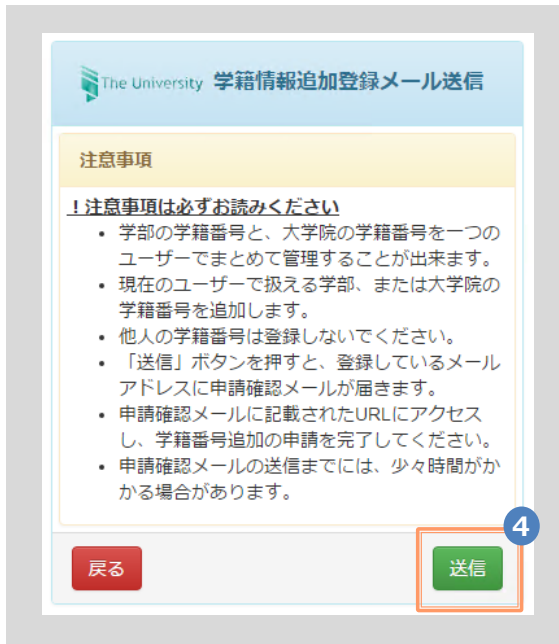 The University 学籍情報追加登録メール送信
注意事項
！注意事項は必ずお読みください
• 学部の学籍番号と、大学院の学籍番号を一つの
ユーザーでまとめて管理することが出来ます。
• 現在のユーザーで扱える学部、または大学院の
学籍番号を追加します。
• 他人の学籍番号は登録しないでください。
• 「送信」ボタンを押すと、登録しているメール
アドレスに申請確認メールが届きます。
• 申請確認メールに記載されたURLにアクセス
し、学籍番号追加の申請を完了してください。
• 申請確認メールの送信までには、少々時間がか
かる場合があります。
4
戻る
送信